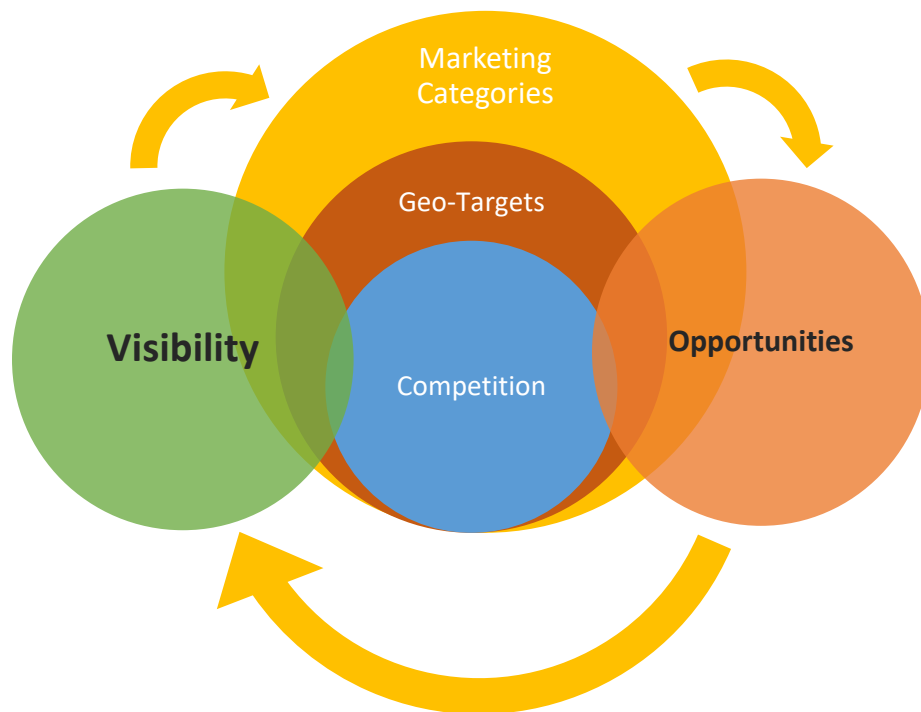 Marketing
Categories
Geo-Targets
Visibility
Opportunities
Competition